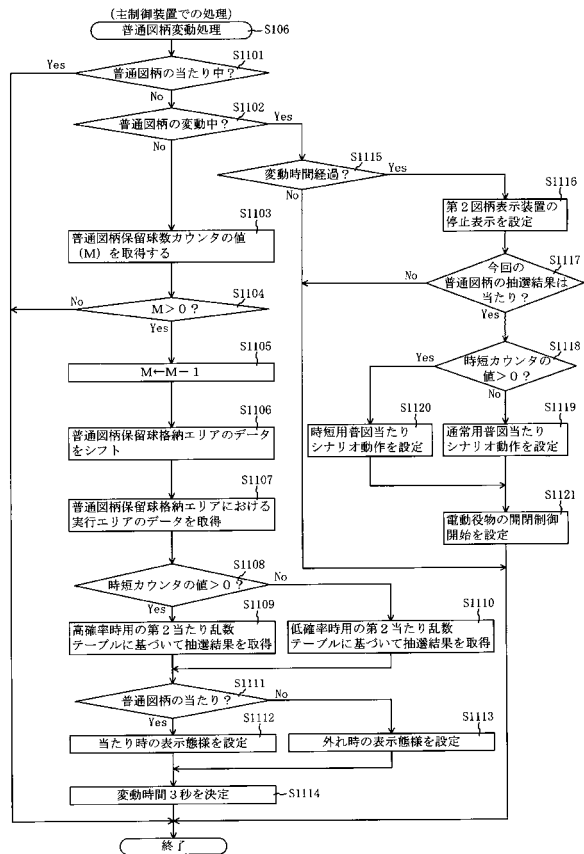 (主制御装置での処理)
普通図柄変動処理
S106
S1101
Yes
普通図柄の当たり中?
No
S1102
普通図柄の変動中?
Yes
No
S1115
変動時間経過?
Yes
No
S1116
第2図柄表示装置の
停止表示を設定
S1103
普通図柄保留球数カウンタの値
(M)を取得する
S1117
今回の
普通図柄の抽選結果は
当たり?
No
Yes
S1104
No
M>0?
Yes
S1118
時短カウンタの
値>0?
Yes
No
S1105
M←M-1
S1120
時短用普図当たり
シナリオ動作を設定
S1119
通常用普図当たり
シナリオ動作を設定
S1106
普通図柄保留球格納エリアのデータ
をシフト
S1107
普通図柄保留球格納エリアにおける
実行エリアのデータを取得
S1121
電動役物の開閉制御
開始を設定
S1108
時短カウンタの値>0?
No
Yes
S1109
高確率時用の第2当たり乱数
テーブルに基づいて抽選結果を取得
S1110
低確率時用の第2当たり乱数
テーブルに基づいて抽選結果を取得
S1111
普通図柄の当たり?
No
Yes
S1112
当たり時の表示態様を設定
S1113
外れ時の表示態様を設定
変動時間3秒を決定
S1114
終了